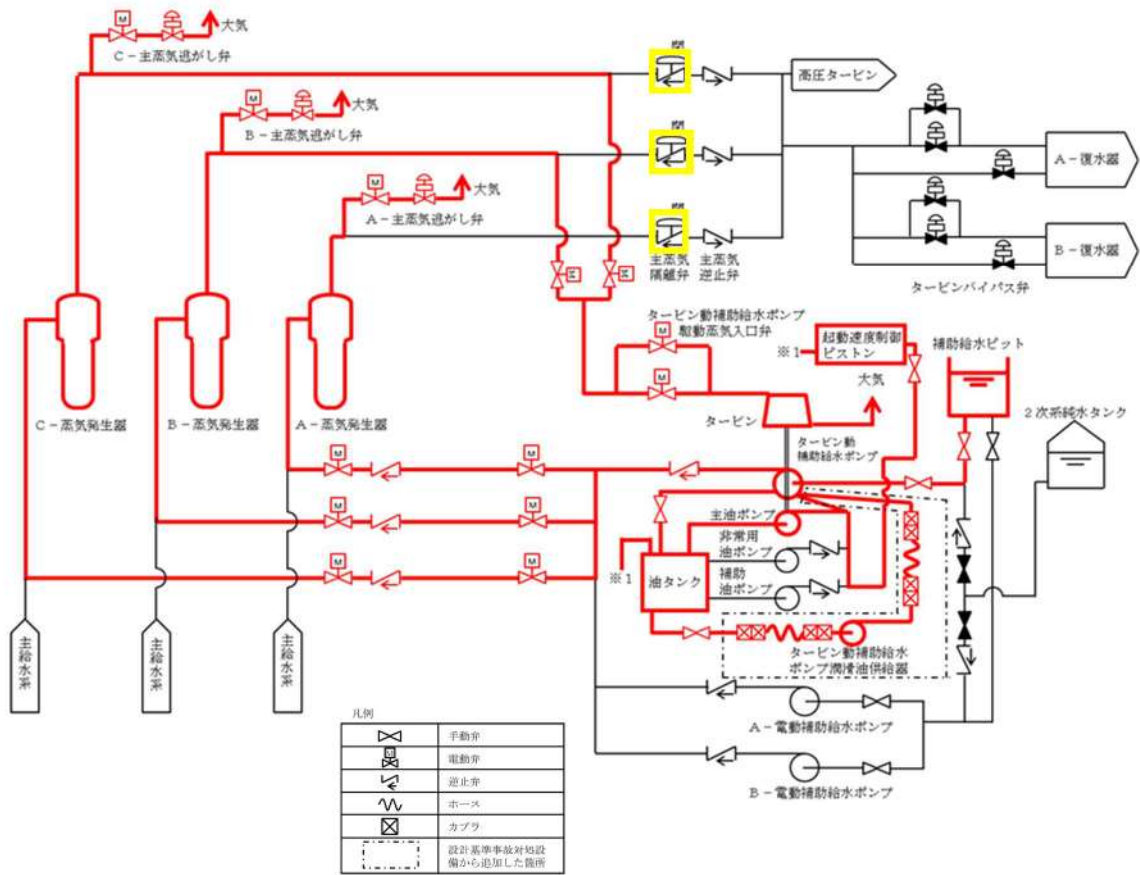 M
大気
C-主蒸気逃がし弁
閉
高圧タービン
M
大気
B-主蒸気逃がし弁
閉
A-復水器
M
大気
A-主蒸気逃がし弁
閉
主蒸気
隔離弁
主蒸気
逆止弁
B-復水器
タービンバイパス弁
M
M
タービン動補助給水ポンプ
駆動蒸気入口弁
M
M
※1
起動速度制御
ピストン
補助給水ピット
大気
タービン
2次系純水タンク
C-蒸気発生器
B-蒸気発生器
A-蒸気発生器
タービン動
補助給水ポンプ
M
M
M
M
M
M
主油ポンプ
非常用
油ポンプ
補助
油ポンプ
※1
油タンク
タービン動補助給水
ポンプ潤滑油供給器
主給水系
主給水系
主給水系
A-電動補助給水ポンプ
B-電動補助給水ポンプ
凡例
手動弁
M
電動弁
逆止弁
ホース
カプラ
設計基準事故対処設
備から追加した箇所